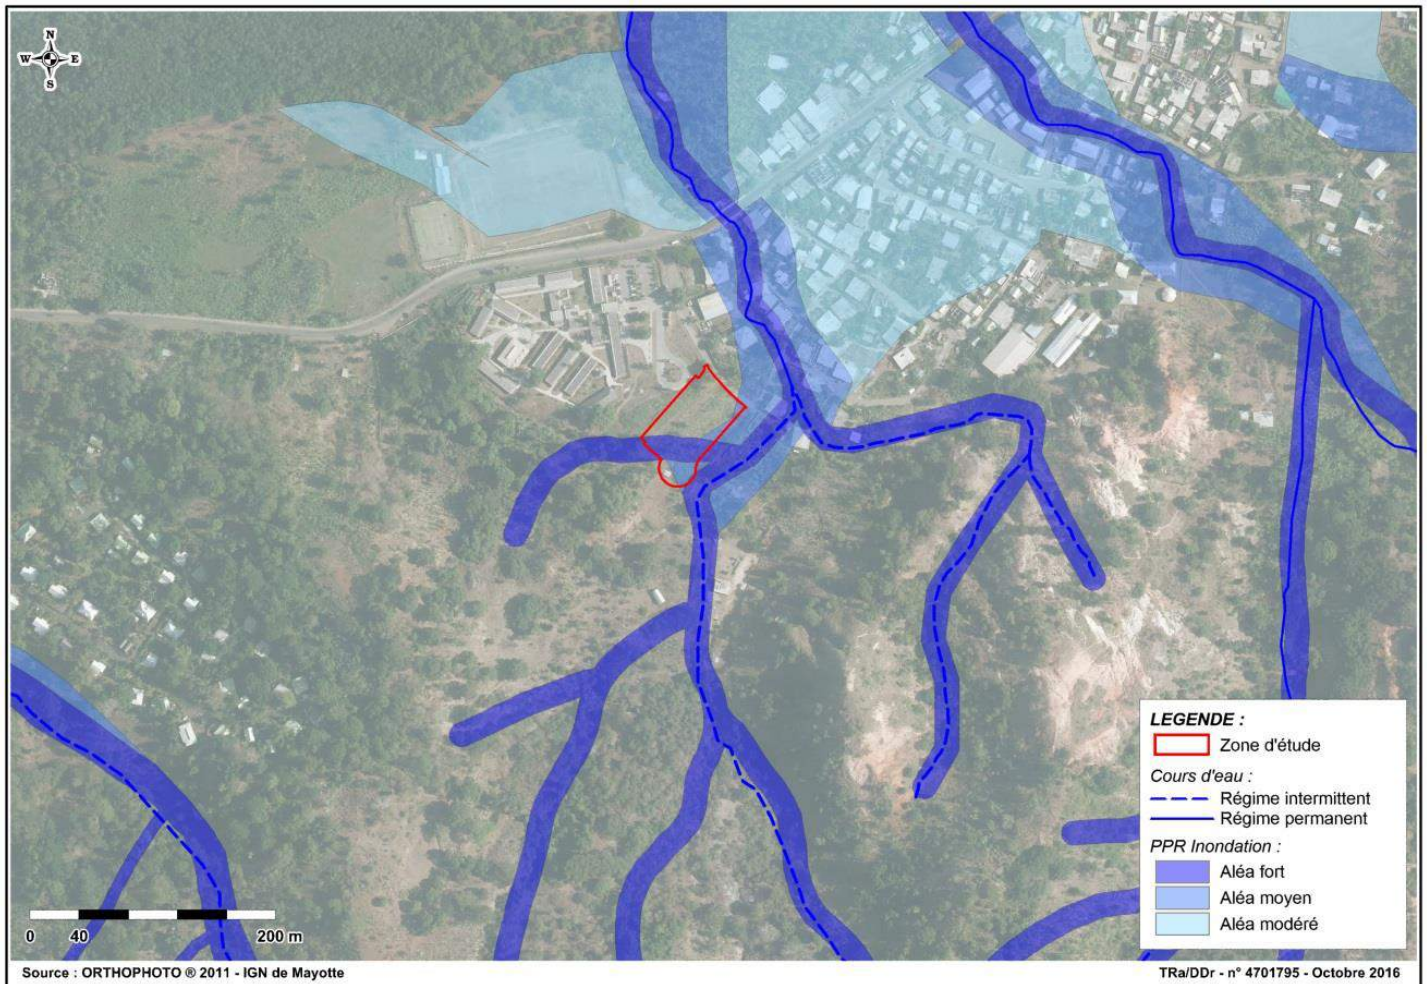 N
W E
S
LEGENDE :
Zone d'étude
Cours d'eau :
Régime intermittent
Régime permanent
PPR Inondation :
Aléa fort
Aléa moyen
Aléa modéré
0 40 200 m
Source : ORTHOPHOTO ® 2011 - IGN de Mayotte
TRa/DDr - n° 4701795 - Octobre 2016